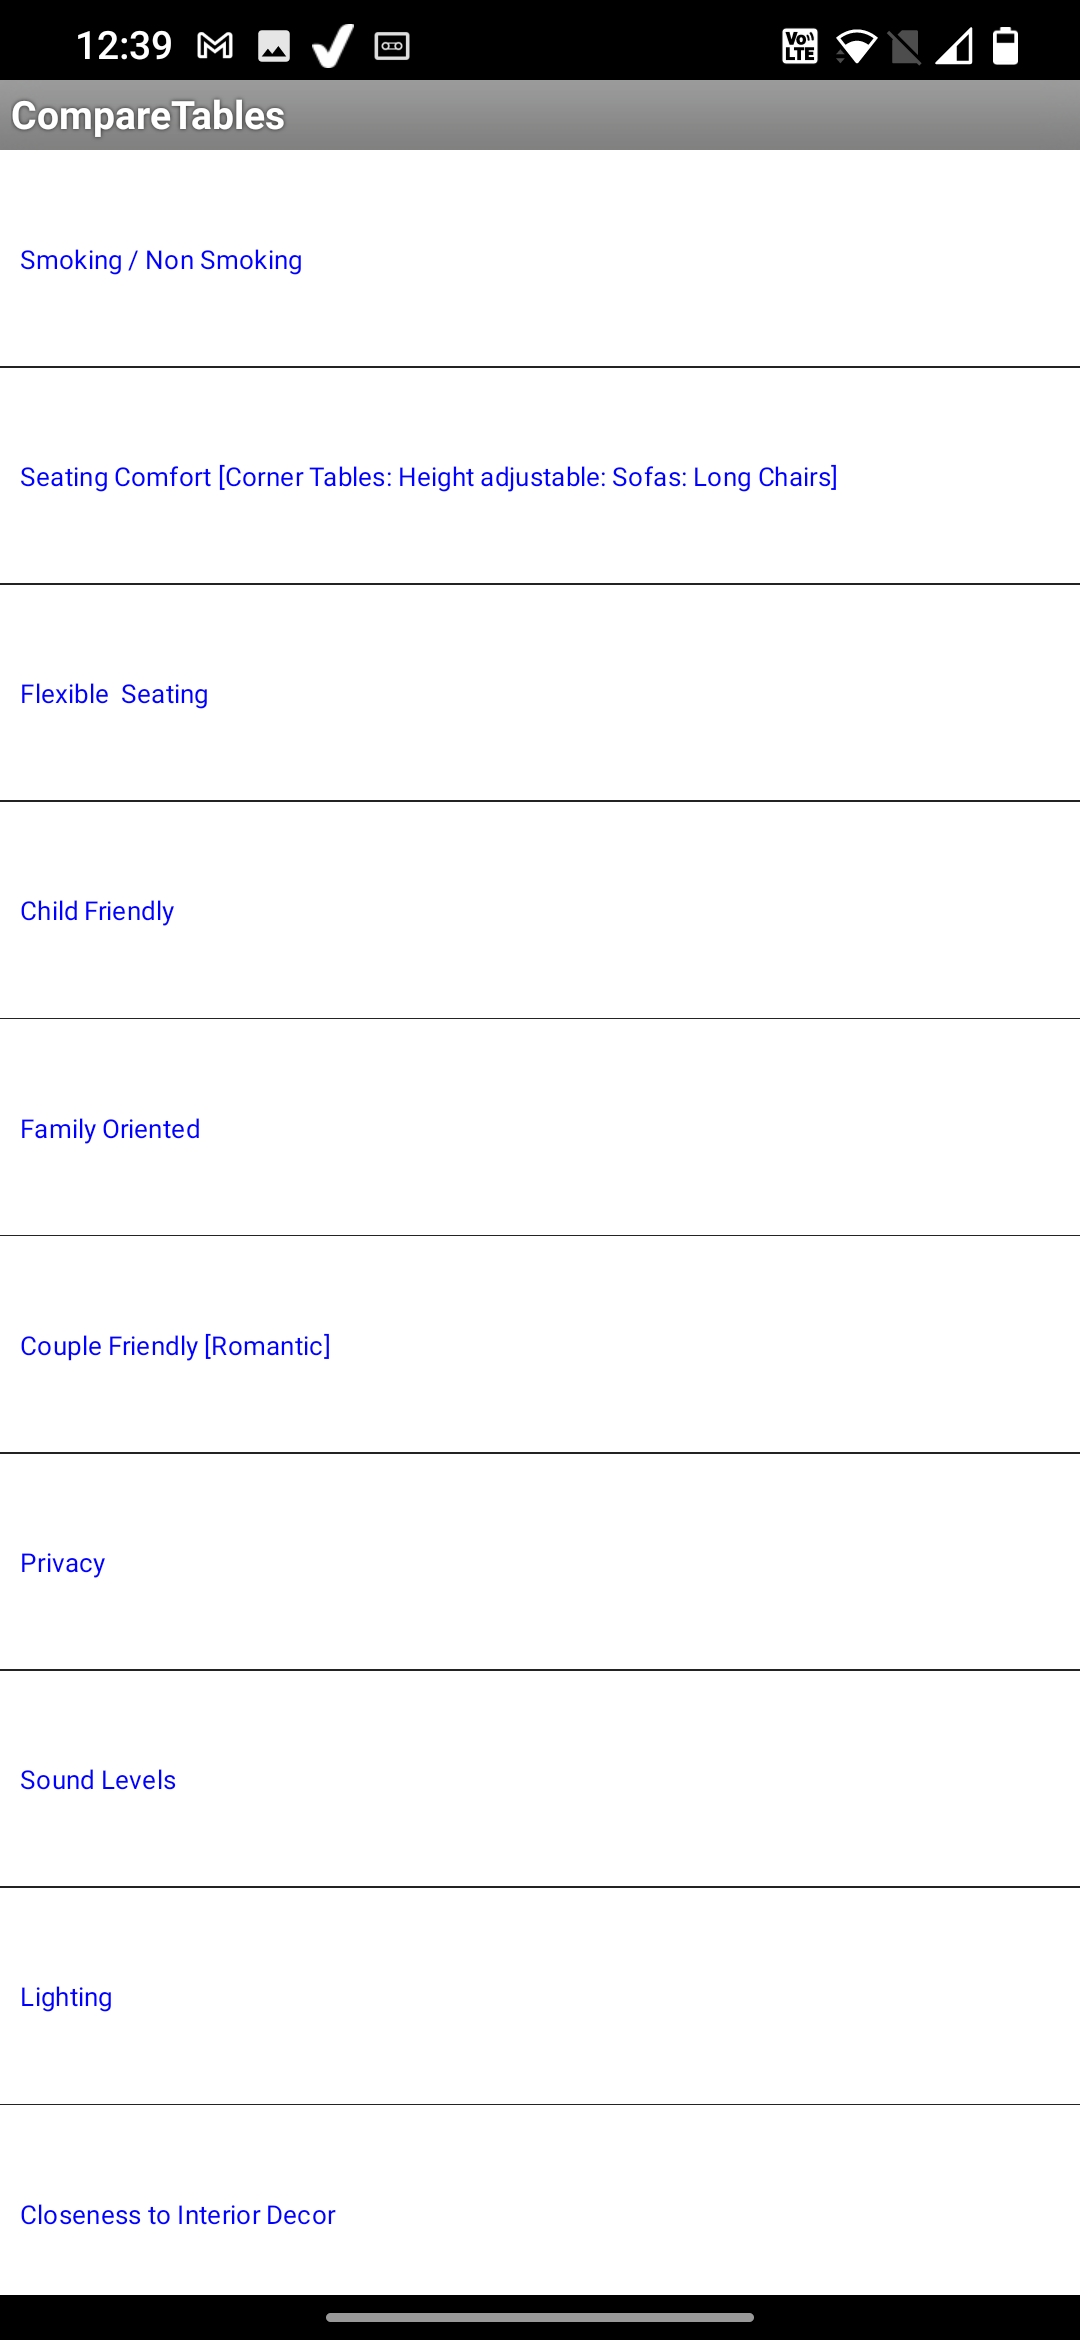 12:39
Vo)) LTE
CompareTables
Smoking / Non Smoking
Seating Comfort [Corner Tables: Height adjustable: Sofas: Long Chairs]
Flexible  Seating
Child Friendly
Family Oriented
Couple Friendly [Romantic]
Privacy
Sound Levels
Lighting
Closeness to Interior Decor